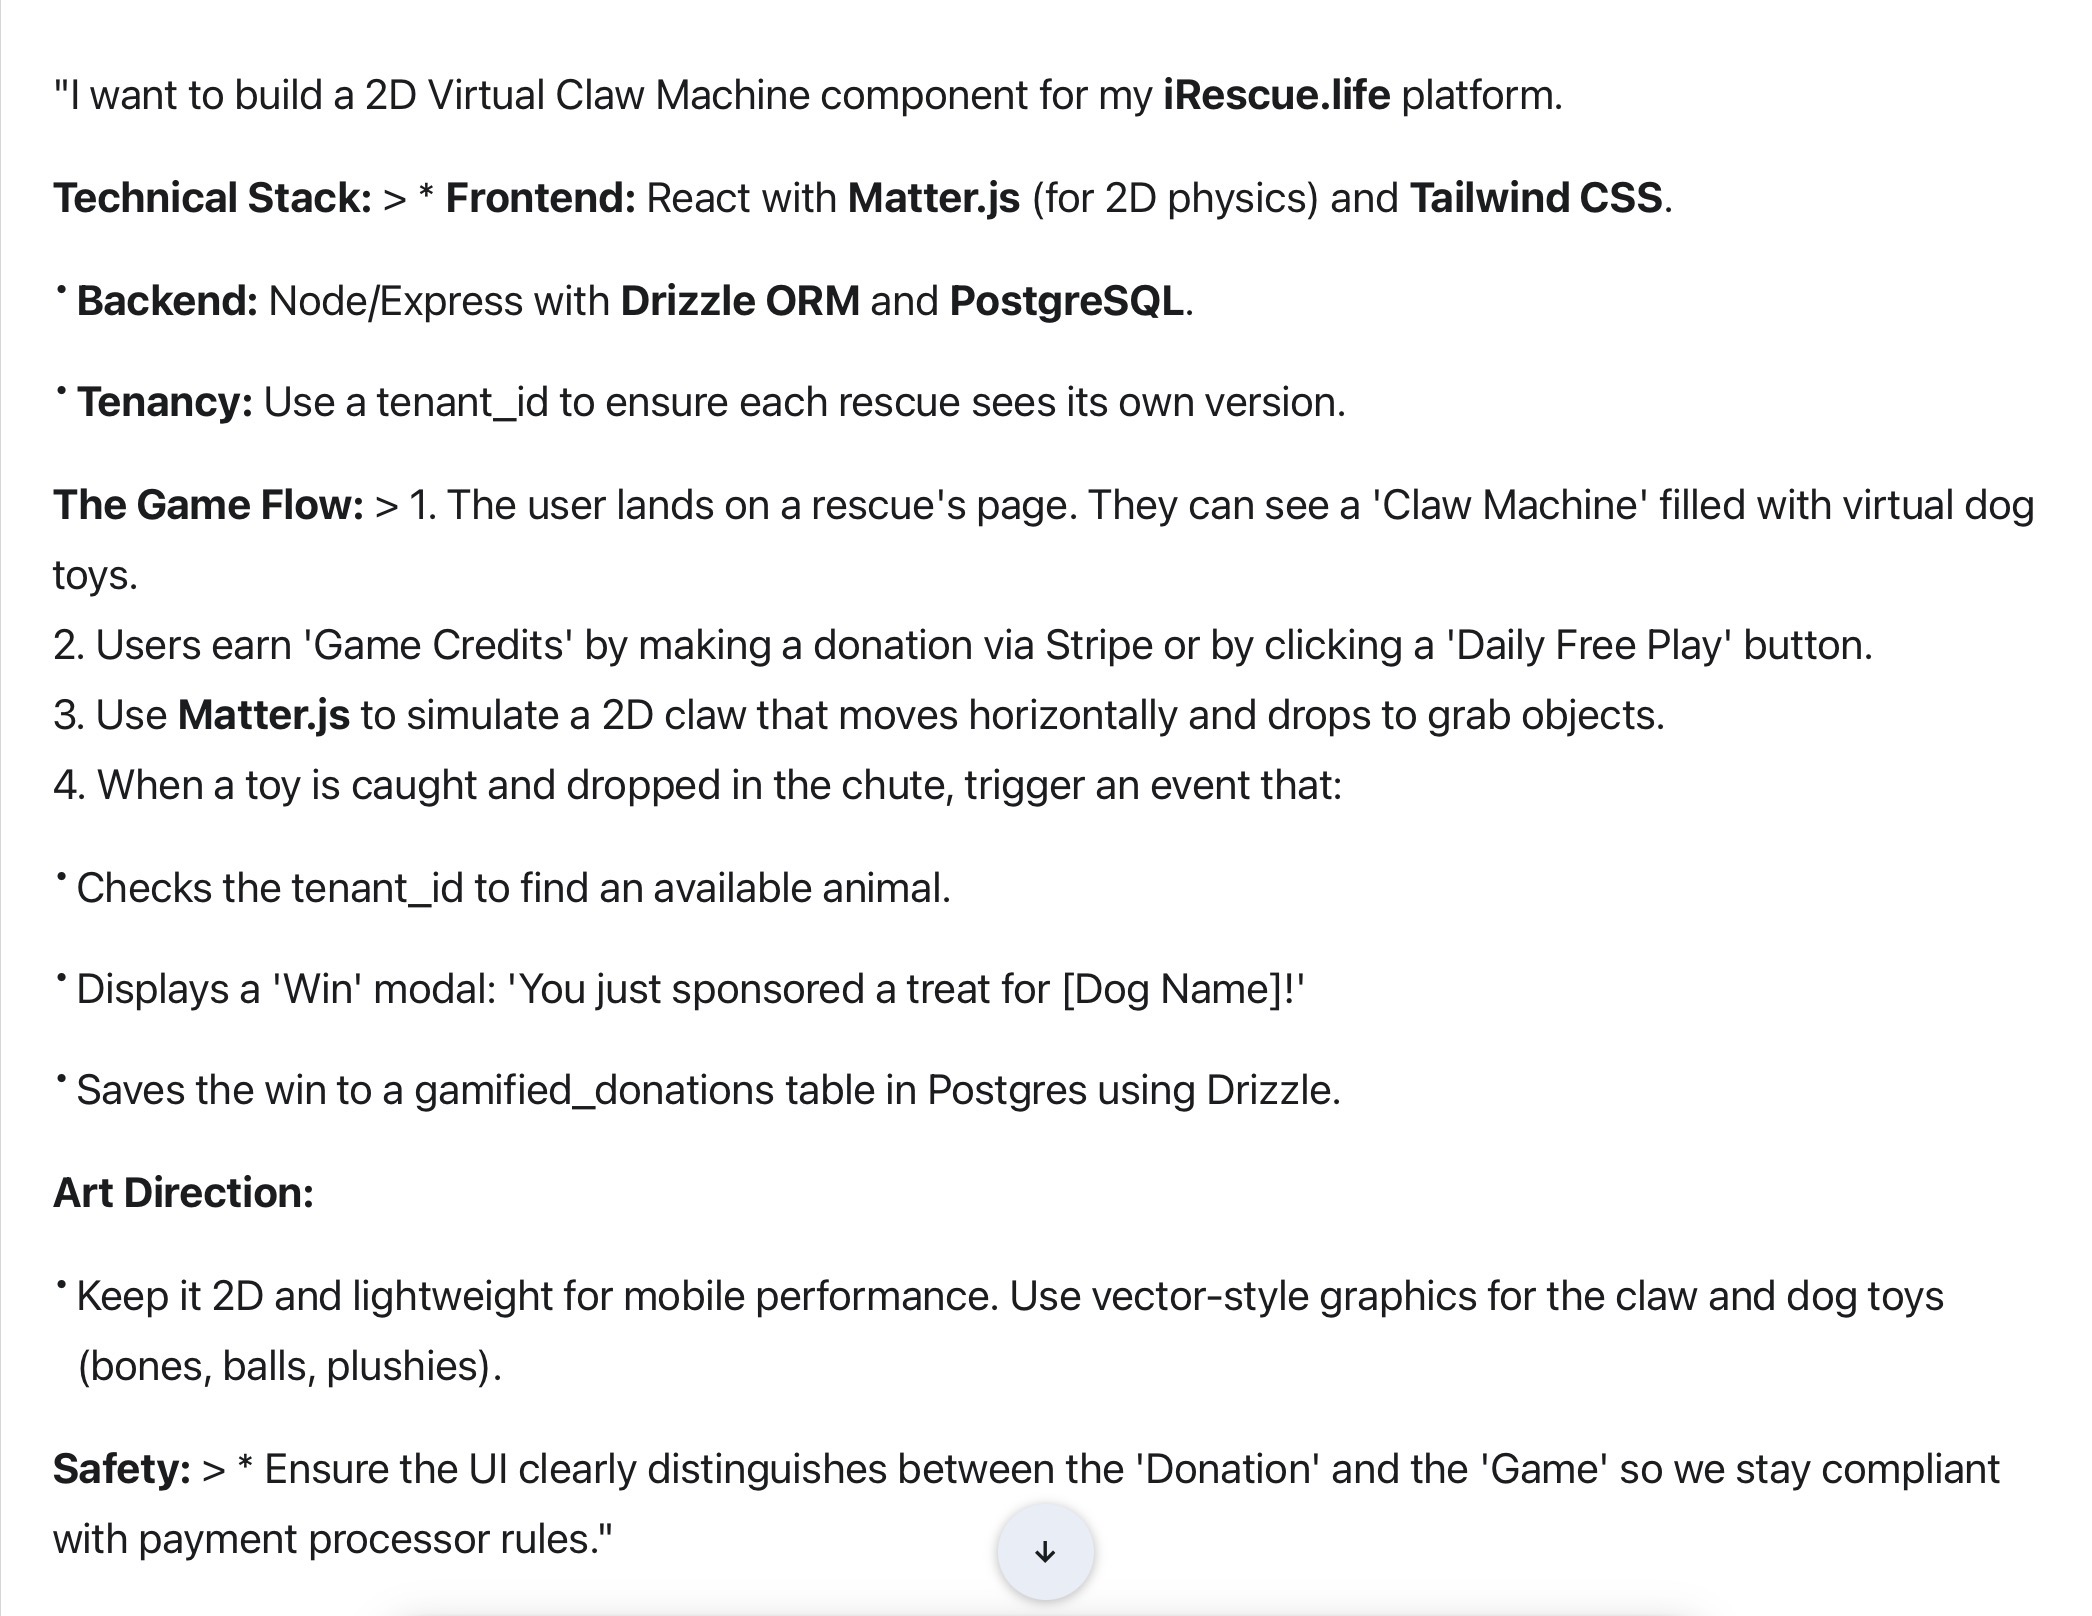 "I want to build a 2D Virtual Claw Machine component for my iRescue.life platform.
Technical Stack: > * Frontend: React with Matter.js (for 2D physics) and Tailwind CSS.
• Backend: Node/Express with Drizzle ORM and PostgreSQL.
• Tenancy: Use a tenant_id to ensure each rescue sees its own version.
The Game Flow: > 1. The user lands on a rescue's page. They can see a 'Claw Machine' filled with virtual dog
toys.
2. Users earn 'Game Credits' by making a donation via Stripe or by clicking a 'Daily Free Play' button.
3. Use Matter.js to simulate a 2D claw that moves horizontally and drops to grab objects.
4. When a toy is caught and dropped in the chute, trigger an event that:
• Checks the tenant_id to find an available animal.
• Displays a 'Win' modal: 'You just sponsored a treat for [Dog Name]!'
• Saves the win to a gamified_donations table in Postgres using Drizzle.
Art Direction:
• Keep it 2D and lightweight for mobile performance. Use vector-style graphics for the claw and dog toys
(bones, balls, plushies).
Safety: > * Ensure the UI clearly distinguishes between the 'Donation' and the 'Game' so we stay compliant
with payment processor rules."